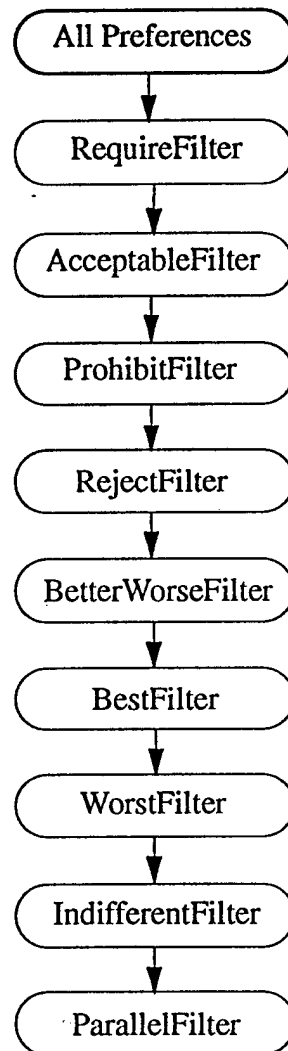 All Preferences
RequireFilter
AcceptableFilter
ProhibitFilter
RejectFilter
BetterWorseFilter
BestFilter
WorstFilter
IndifferentFilter
ParallelFilter